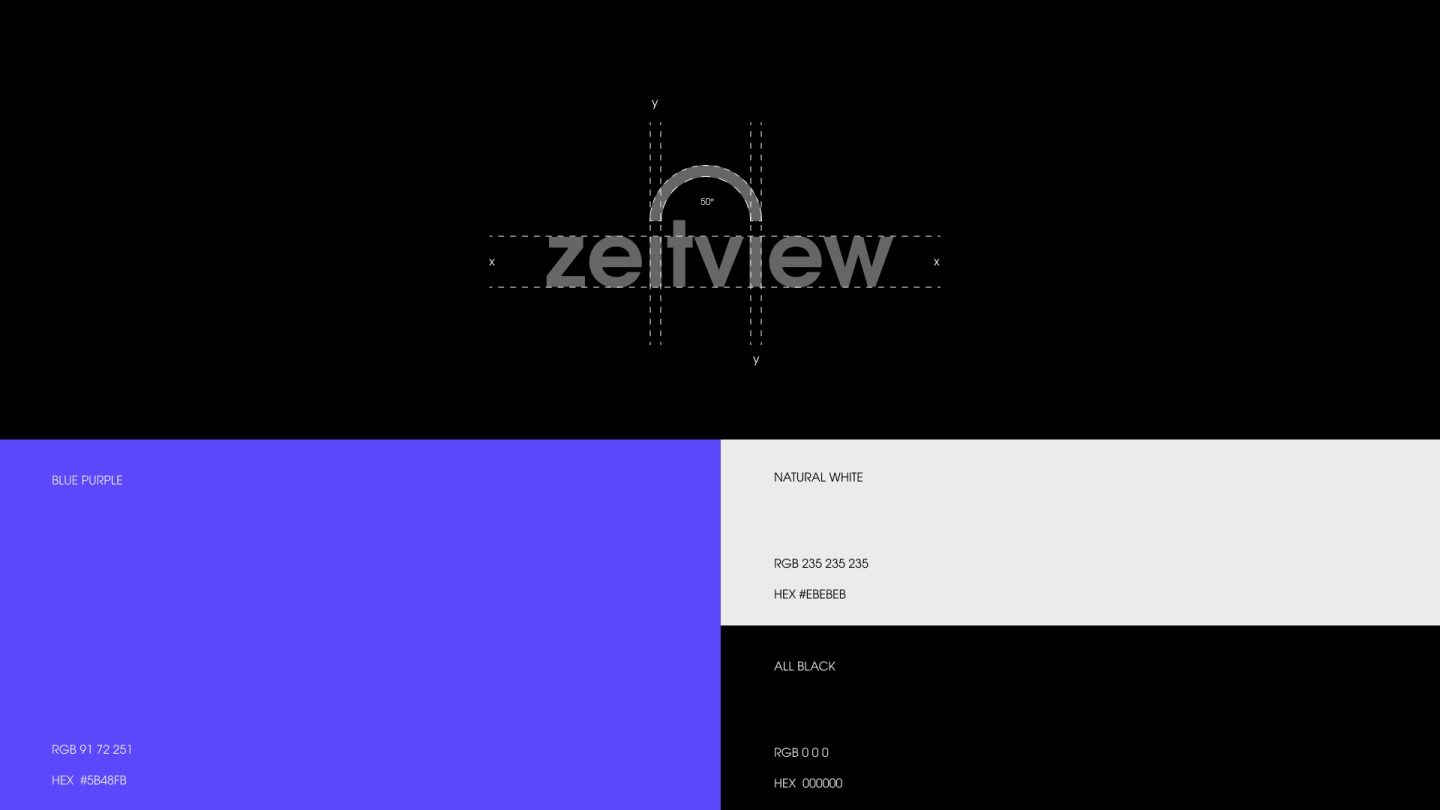 y
50°
x
zeitview
x
y
BLUE PURPLE
RGB 91 72 251
HEX #5B48FB
NATURAL WHITE
RGB 235 235 235
HEX #EBEBEB
ALL BLACK
RGB 0 0 0
HEX 000000